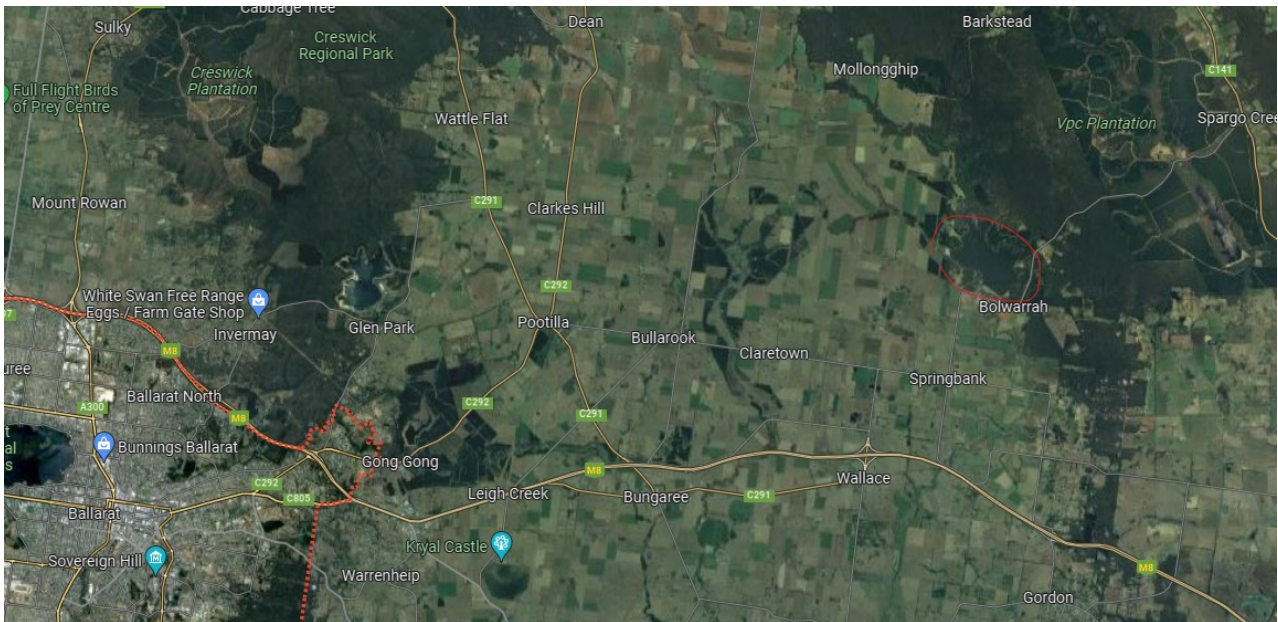 Cabbage Tree
Sulky
Dean
Barkstead
Creswick
Regional Park
Mollongghip
C141
Creswick
Plantation
Full Flight Birds
of Prey Centre
Wattle Flat
Vpc Plantation
Spargo Cree
Mount Rowan
C291
Clarkes Hill
C292
White Swan Free Range
Eggs / Farm Gate Shop
Invermay
Glen Park
Pootilla
Bolwarrah
M8
Bullarook
Claretown
Springbank
uree
Ballarat North
A300
M8
C292
C291
Bunnings Ballarat
Gong Gong
M8
C292
C805
Leigh Creek
Bungaree
C291
Wallace
Ballarat
Kryal Castle
Sovereign Hill
Warrenheip
M8
Gordon